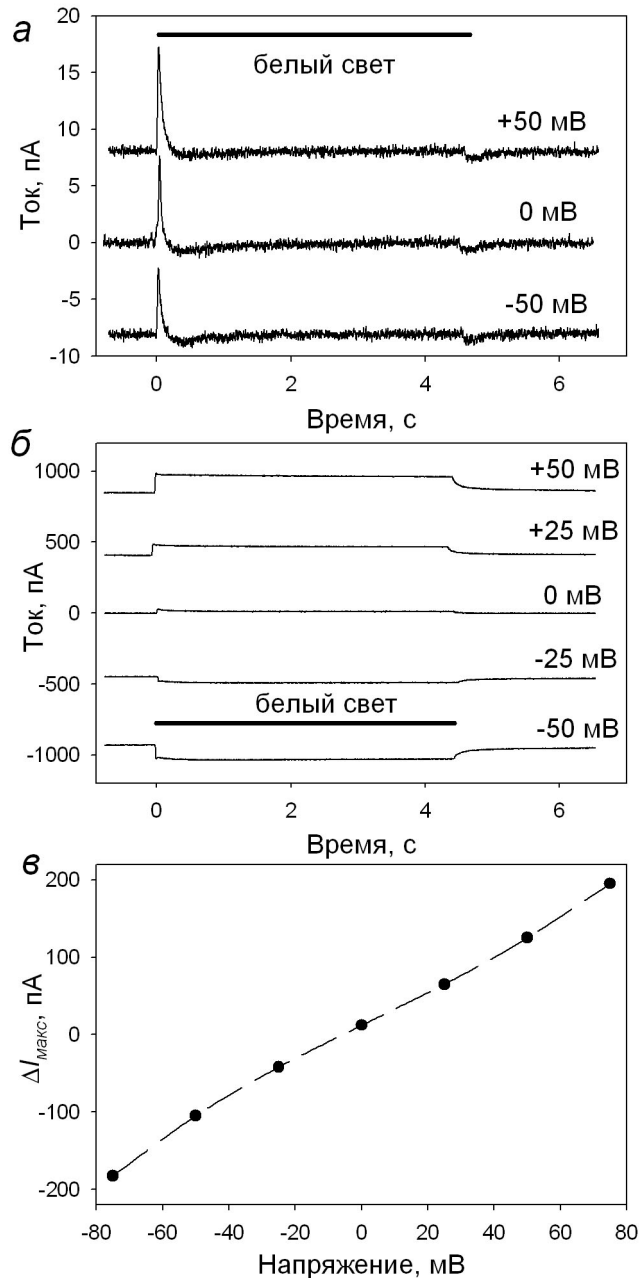 а
20
15
10
5
0
-5
-10
Ток, пА
белый свет
+50 мВ
0 мВ
-50 мВ
0 2 4 6
Время, с
б
1000
500
0
-500
-1000
Ток, пА
+50 мВ
+25 мВ
0 мВ
-25 мВ
белый свет
-50 мВ
0 2 4 6
Время, с
в
200
100
0
-100
-200
ΔIмакс, пА
-80 -60 -40 -20 0 20 40 60 80
Напряжение, мВ